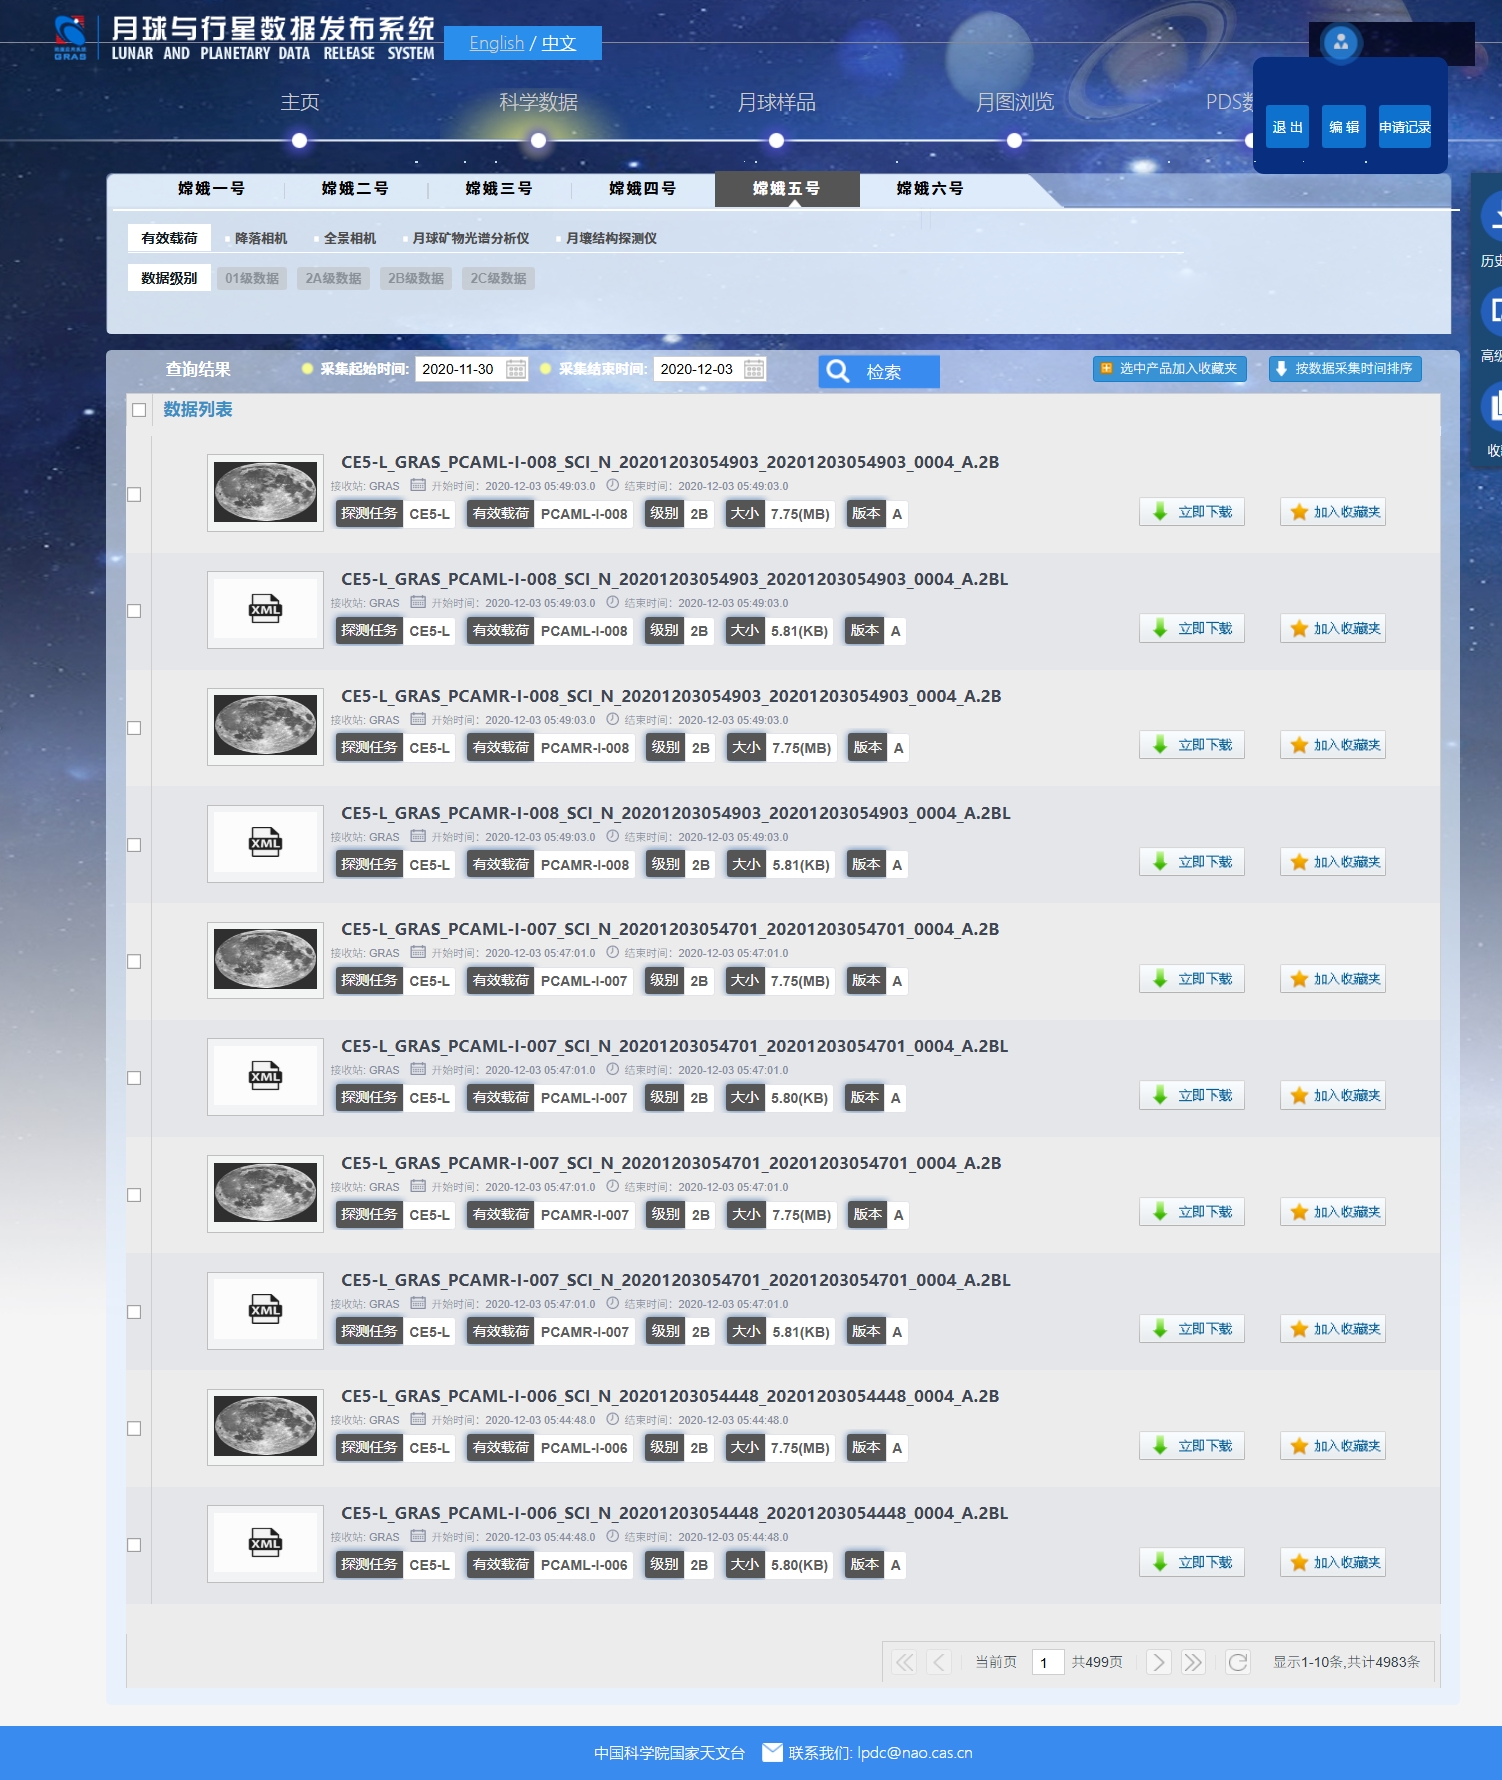 月球与行星数据发布系统
LUNAR AND PLANETARY DATA RELEASE SYSTEM
GRAS
English / 中文
主页 科学数据 月球样品 月图浏览 PDS数
退 出 编 辑 申请记录
嫦娥一号 嫦娥二号 嫦娥三号 嫦娥四号 嫦娥五号 嫦娥六号
有效载荷 降落相机 全景相机 月球矿物光谱分析仪 月壤结构探测仪
数据级别 01级数据 2A级数据 2B级数据 2C级数据
历史
高级
收藏
查询结果 采集起始时间: 2020-11-30 采集结束时间: 2020-12-03 检索 选中产品加入收藏夹 按数据采集时间排序
数据列表
CE5-L_GRAS_PCAML-I-008_SCI_N_20201203054903_20201203054903_0004_A.2B
接收站: GRAS 开始时间: 2020-12-03 05:49:03.0 结束时间: 2020-12-03 05:49:03.0
探测任务 CE5-L 有效载荷 PCAML-I-008 级别 2B 大小 7.75(MB) 版本 A 立即下载 加入收藏夹
CE5-L_GRAS_PCAML-I-008_SCI_N_20201203054903_20201203054903_0004_A.2BL
接收站: GRAS 开始时间: 2020-12-03 05:49:03.0 结束时间: 2020-12-03 05:49:03.0
XML
探测任务 CE5-L 有效载荷 PCAML-I-008 级别 2B 大小 5.81(KB) 版本 A 立即下载 加入收藏夹
CE5-L_GRAS_PCAMR-I-008_SCI_N_20201203054903_20201203054903_0004_A.2B
接收站: GRAS 开始时间: 2020-12-03 05:49:03.0 结束时间: 2020-12-03 05:49:03.0
探测任务 CE5-L 有效载荷 PCAMR-I-008 级别 2B 大小 7.75(MB) 版本 A 立即下载 加入收藏夹
CE5-L_GRAS_PCAMR-I-008_SCI_N_20201203054903_20201203054903_0004_A.2BL
接收站: GRAS 开始时间: 2020-12-03 05:49:03.0 结束时间: 2020-12-03 05:49:03.0
XML
探测任务 CE5-L 有效载荷 PCAMR-I-008 级别 2B 大小 5.81(KB) 版本 A 立即下载 加入收藏夹
CE5-L_GRAS_PCAML-I-007_SCI_N_20201203054701_20201203054701_0004_A.2B
接收站: GRAS 开始时间: 2020-12-03 05:47:01.0 结束时间: 2020-12-03 05:47:01.0
探测任务 CE5-L 有效载荷 PCAML-I-007 级别 2B 大小 7.75(MB) 版本 A 立即下载 加入收藏夹
CE5-L_GRAS_PCAML-I-007_SCI_N_20201203054701_20201203054701_0004_A.2BL
接收站: GRAS 开始时间: 2020-12-03 05:47:01.0 结束时间: 2020-12-03 05:47:01.0
XML
探测任务 CE5-L 有效载荷 PCAML-I-007 级别 2B 大小 5.80(KB) 版本 A 立即下载 加入收藏夹
CE5-L_GRAS_PCAMR-I-007_SCI_N_20201203054701_20201203054701_0004_A.2B
接收站: GRAS 开始时间: 2020-12-03 05:47:01.0 结束时间: 2020-12-03 05:47:01.0
探测任务 CE5-L 有效载荷 PCAMR-I-007 级别 2B 大小 7.75(MB) 版本 A 立即下载 加入收藏夹
CE5-L_GRAS_PCAMR-I-007_SCI_N_20201203054701_20201203054701_0004_A.2BL
接收站: GRAS 开始时间: 2020-12-03 05:47:01.0 结束时间: 2020-12-03 05:47:01.0
XML
探测任务 CE5-L 有效载荷 PCAMR-I-007 级别 2B 大小 5.81(KB) 版本 A 立即下载 加入收藏夹
CE5-L_GRAS_PCAML-I-006_SCI_N_20201203054448_20201203054448_0004_A.2B
接收站: GRAS 开始时间: 2020-12-03 05:44:48.0 结束时间: 2020-12-03 05:44:48.0
探测任务 CE5-L 有效载荷 PCAML-I-006 级别 2B 大小 7.75(MB) 版本 A 立即下载 加入收藏夹
CE5-L_GRAS_PCAML-I-006_SCI_N_20201203054448_20201203054448_0004_A.2BL
接收站: GRAS 开始时间: 2020-12-03 05:44:48.0 结束时间: 2020-12-03 05:44:48.0
XML
探测任务 CE5-L 有效载荷 PCAML-I-006 级别 2B 大小 5.80(KB) 版本 A 立即下载 加入收藏夹
当前页 1 共499页 显示1-10条,共计4983条
中国科学院国家天文台 联系我们: lpdc@nao.cas.cn